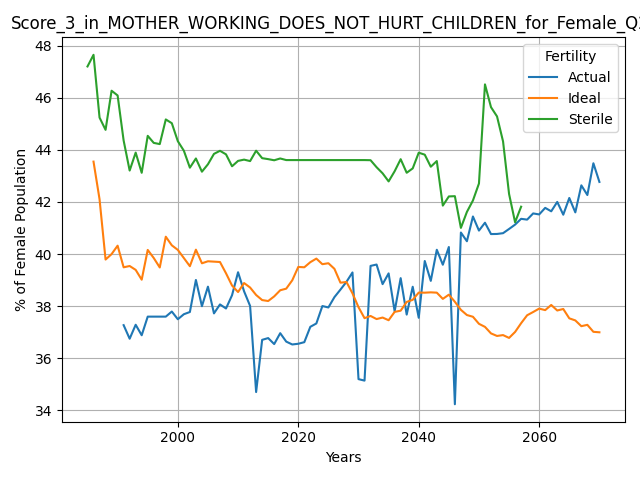 Score_3_in_MOTHER_WORKING_DOES_NOT_HURT_CHILDREN_for_Female_Q
Fertility
Actual
Ideal
Sterile
% of Female Population
48
46
44
42
40
38
36
34
2000
2020
2040
2060
Years